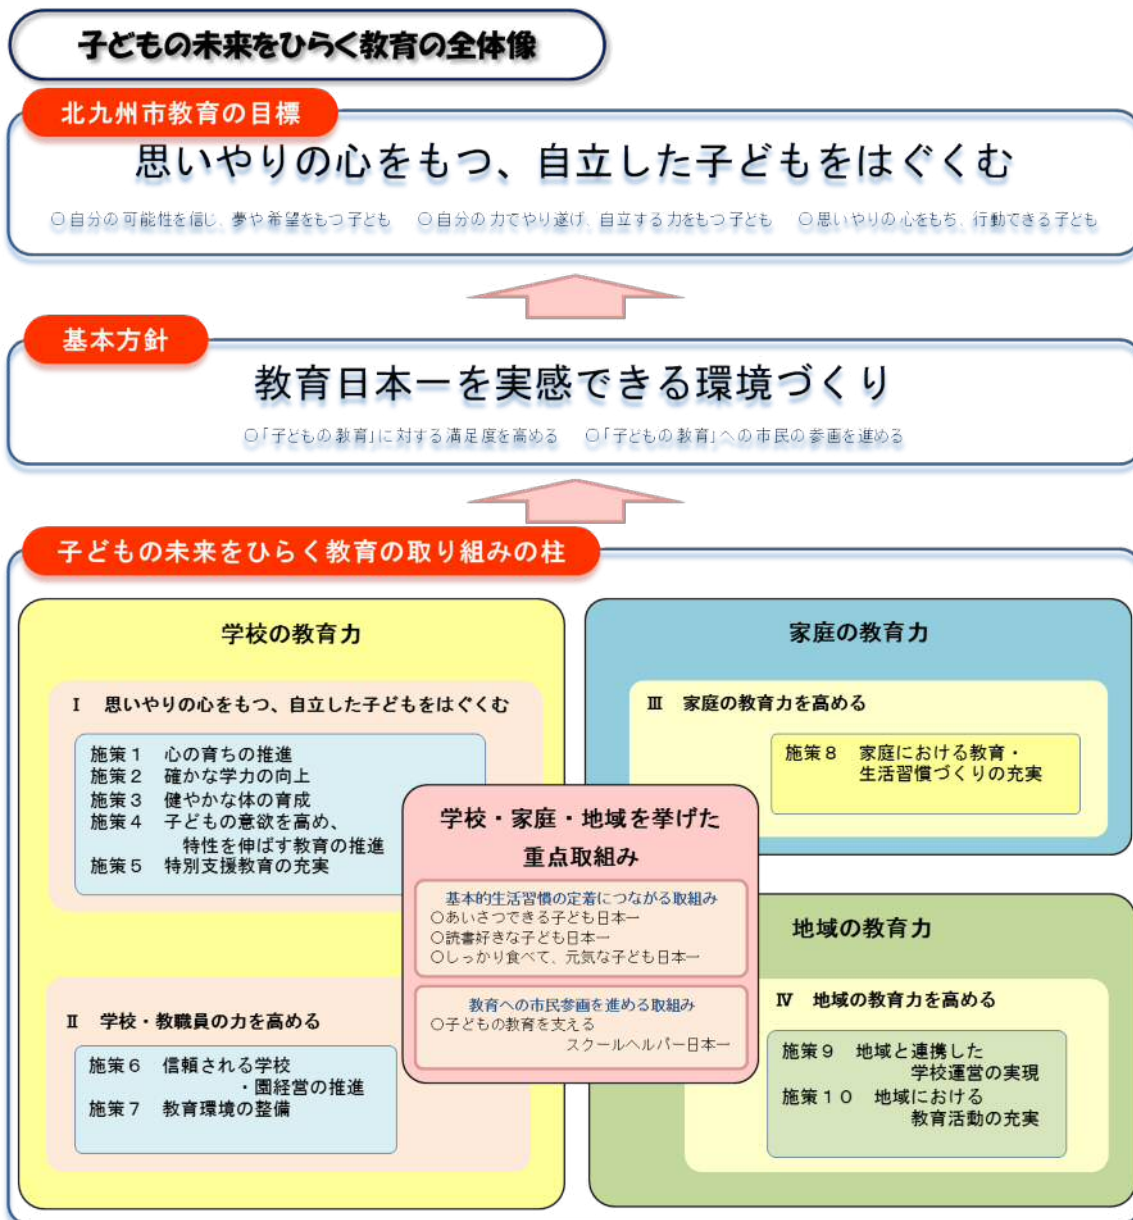 子どもの未来をひらく教育の全体像
北九州市教育の目標
思いやりの心をもつ、自立した子どもをはぐくむ
○自分の可能性を信じ、夢や希望をもつ子ども ○自分の力でやり遂げ、自立する力をもつ子ども ○思いやりの心をもち、行動できる子ども
基本方針
教育日本一を実感できる環境づくり
○「子どもの教育」に対する満足度を高める ○「子どもの教育」への市民の参画を進める
子どもの未来をひらく教育の取り組みの柱
学校の教育力
Ⅰ 思いやりの心をもつ、自立した子どもをはぐくむ
施策1 心の育ちの推進
施策2 確かな学力の向上
施策3 健やかな体の育成
施策4 子どもの意欲を高め、
特性を伸ばす教育の推進
施策5 特別支援教育の充実
Ⅱ 学校・教職員の力を高める
施策6 信頼される学校
・園経営の推進
施策7 教育環境の整備
家庭の教育力
Ⅲ 家庭の教育力を高める
施策8 家庭における教育・
生活習慣づくりの充実
学校・家庭・地域を挙げた
重点取組み
基本的生活習慣の定着につながる取組み
○あいさつできる子ども日本一
○読書好きな子ども日本一
○しっかり食べて、元気な子ども日本一
教育への市民参画を進める取組み
○子どもの教育を支える
スクールヘルパー日本一
地域の教育力
Ⅳ 地域の教育力を高める
施策9 地域と連携した
学校運営の実現
施策10 地域における
教育活動の充実